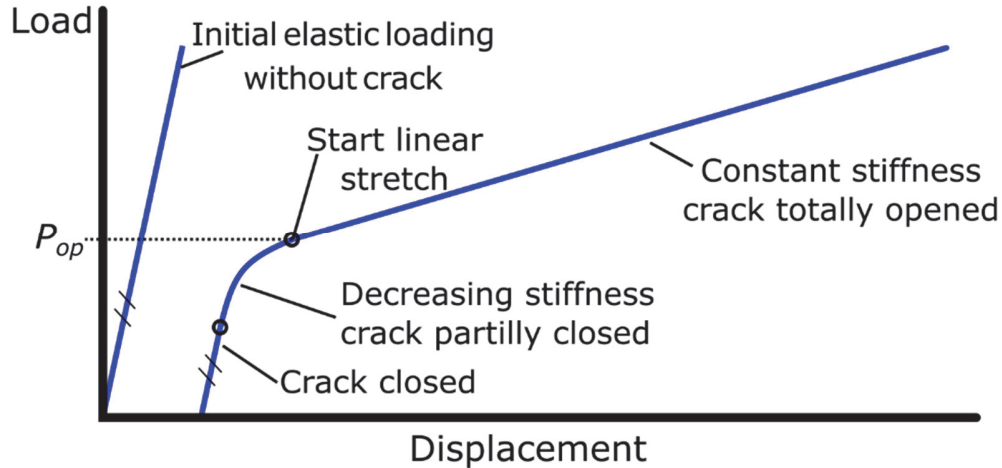 Load
Initial elastic loading
without crack
Start linear
stretch
Constant stiffness
crack totally opened
Pop
Decreasing stiffness
crack partilly closed
Crack closed
Displacement